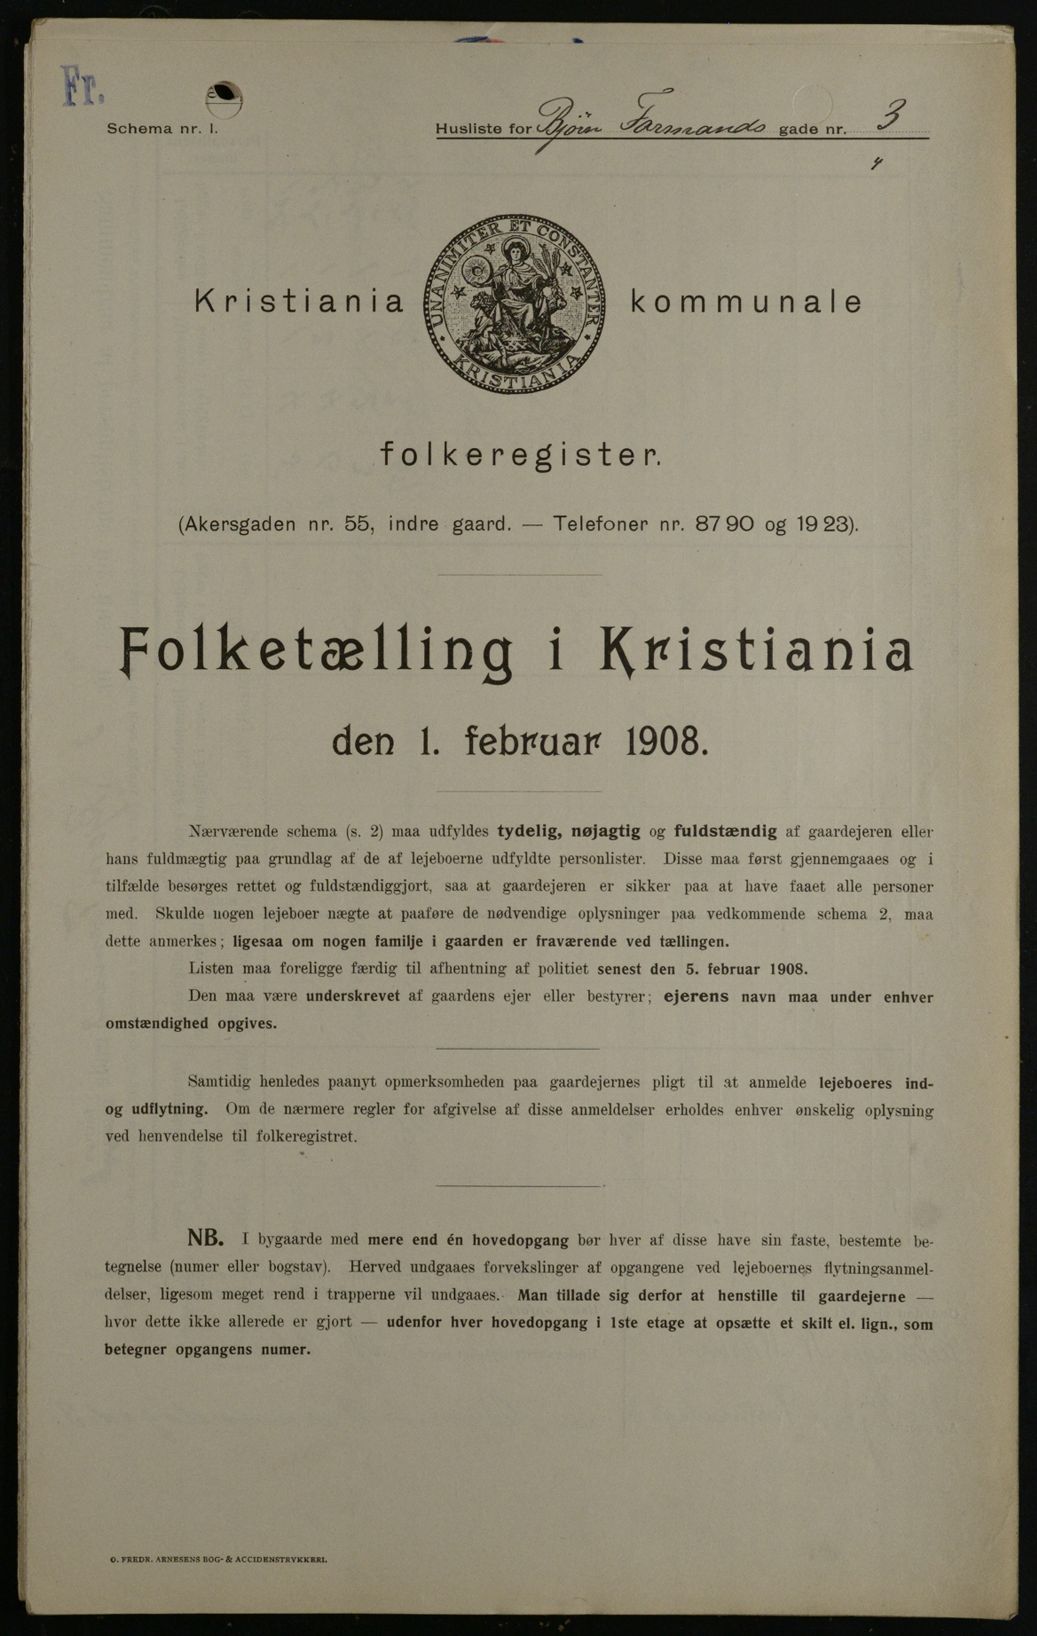 Fr.
Schema nr. 1.
Husliste for Bjørn Farmands gade nr. 3
4
UNANIMITER ET CONSTANTER
KRISTIANIA
Kristiania kommunale
folkeregister.
(Akersgaden nr. 55, indre gaard. — Telefoner nr. 87 90 og 19 23).
Folketælling i Kristiania
den 1. februar 1908.
Nærværende schema (s. 2) maa udfyldes tydelig, nøjagtig og fuldstændig af gaardejeren eller
hans fuldmægtig paa grundlag af de af lejeboerne udfyldte personlister. Disse maa først gjennemgaaes og i
tilfælde besørges rettet og fuldstændiggjort, saa at gaardejeren er sikker paa at have faaet alle personer
med. Skulde nogen lejeboer nægte at paaføre de nødvendige oplysninger paa vedkommende schema 2, maa
dette anmerkes; ligesaa om nogen familje i gaarden er fraværende ved tællingen.
Listen maa foreligge færdig til afhentning af politiet senest den 5. februar 1908.
Den maa være underskrevet af gaardens ejer eller bestyrer; ejerens navn maa under enhver
omstændighed opgives.
Samtidig henledes paanyt opmerksomheden paa gaardejernes pligt til at anmelde lejeboeres ind-
og udflytning. Om de nærmere regler for afgivelse af disse anmeldelser erholdes enhver ønskelig oplysning
ved henvendelse til folkeregistret.
NB. I bygaarde med mere end én hovedopgang bør hver af disse have sin faste, bestemte be-
tegnelse (numer eller bogstav). Herved undgaaes forvekslinger af opgangene ved lejeboernes flytningsanmel-
delser, ligesom meget rend i trapperne vil undgaaes. Man tillade sig derfor at henstille til gaardejerne —
hvor dette ikke allerede er gjort — udenfor hver hovedopgang i 1ste etage at opsætte et skilt el. lign., som
betegner opgangens numer.
O. FREDR. ARNESENS BOG- & ACCIDENSTRYKKERI.